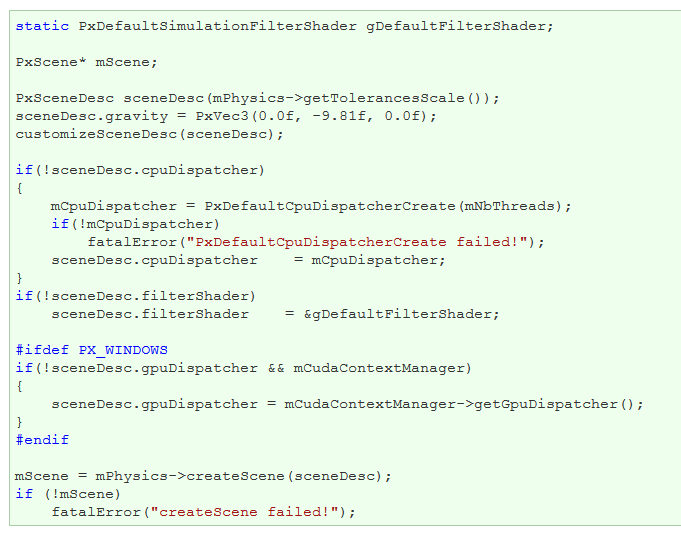 static PxDefaultSimulationFilterShader gDefaultFilterShader;

PxScene* mScene;

PxSceneDesc sceneDesc(mPhysics->getTolerancesScale());
sceneDesc.gravity = PxVec3(0.0f, -9.81f, 0.0f);
customizeSceneDesc(sceneDesc);

if(!sceneDesc.cpuDispatcher)
{
    mCpuDispatcher = PxDefaultCpuDispatcherCreate(mNbThreads);
    if(!mCpuDispatcher)
        fatalError("PxDefaultCpuDispatcherCreate failed!");
    sceneDesc.cpuDispatcher    = mCpuDispatcher;
}
if(!sceneDesc.filterShader)
    sceneDesc.filterShader    = &gDefaultFilterShader;

#ifdef PX_WINDOWS
if(!sceneDesc.gpuDispatcher && mCudaContextManager)
{
    sceneDesc.gpuDispatcher = mCudaContextManager->getGpuDispatcher();
}
#endif

mScene = mPhysics->createScene(sceneDesc);
if (!mScene)
    fatalError("createScene failed!");